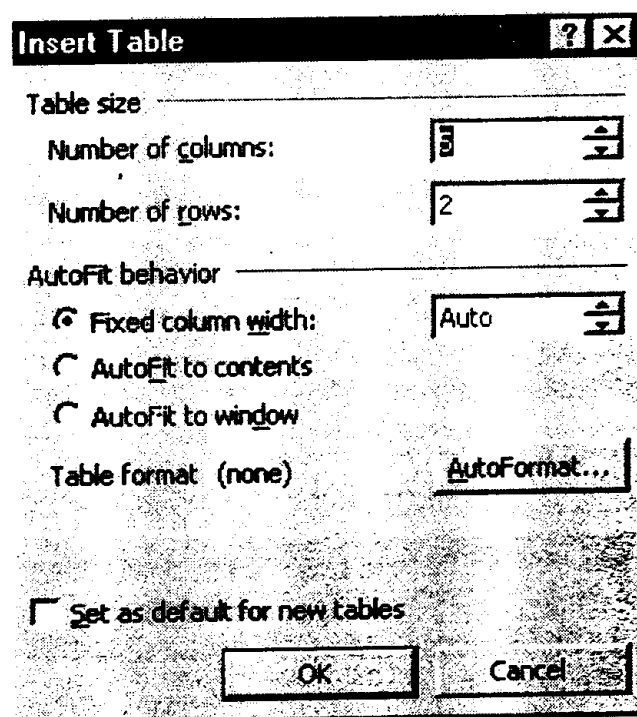 Insert Table
Table size
Number of columns:
Number of rows: 2
AutoFit behavior
Fixed column width: Auto
AutoFit to contents
AutoFit to window
Table format (none) AutoFormat...
Set as default for new tables
OK Cancel